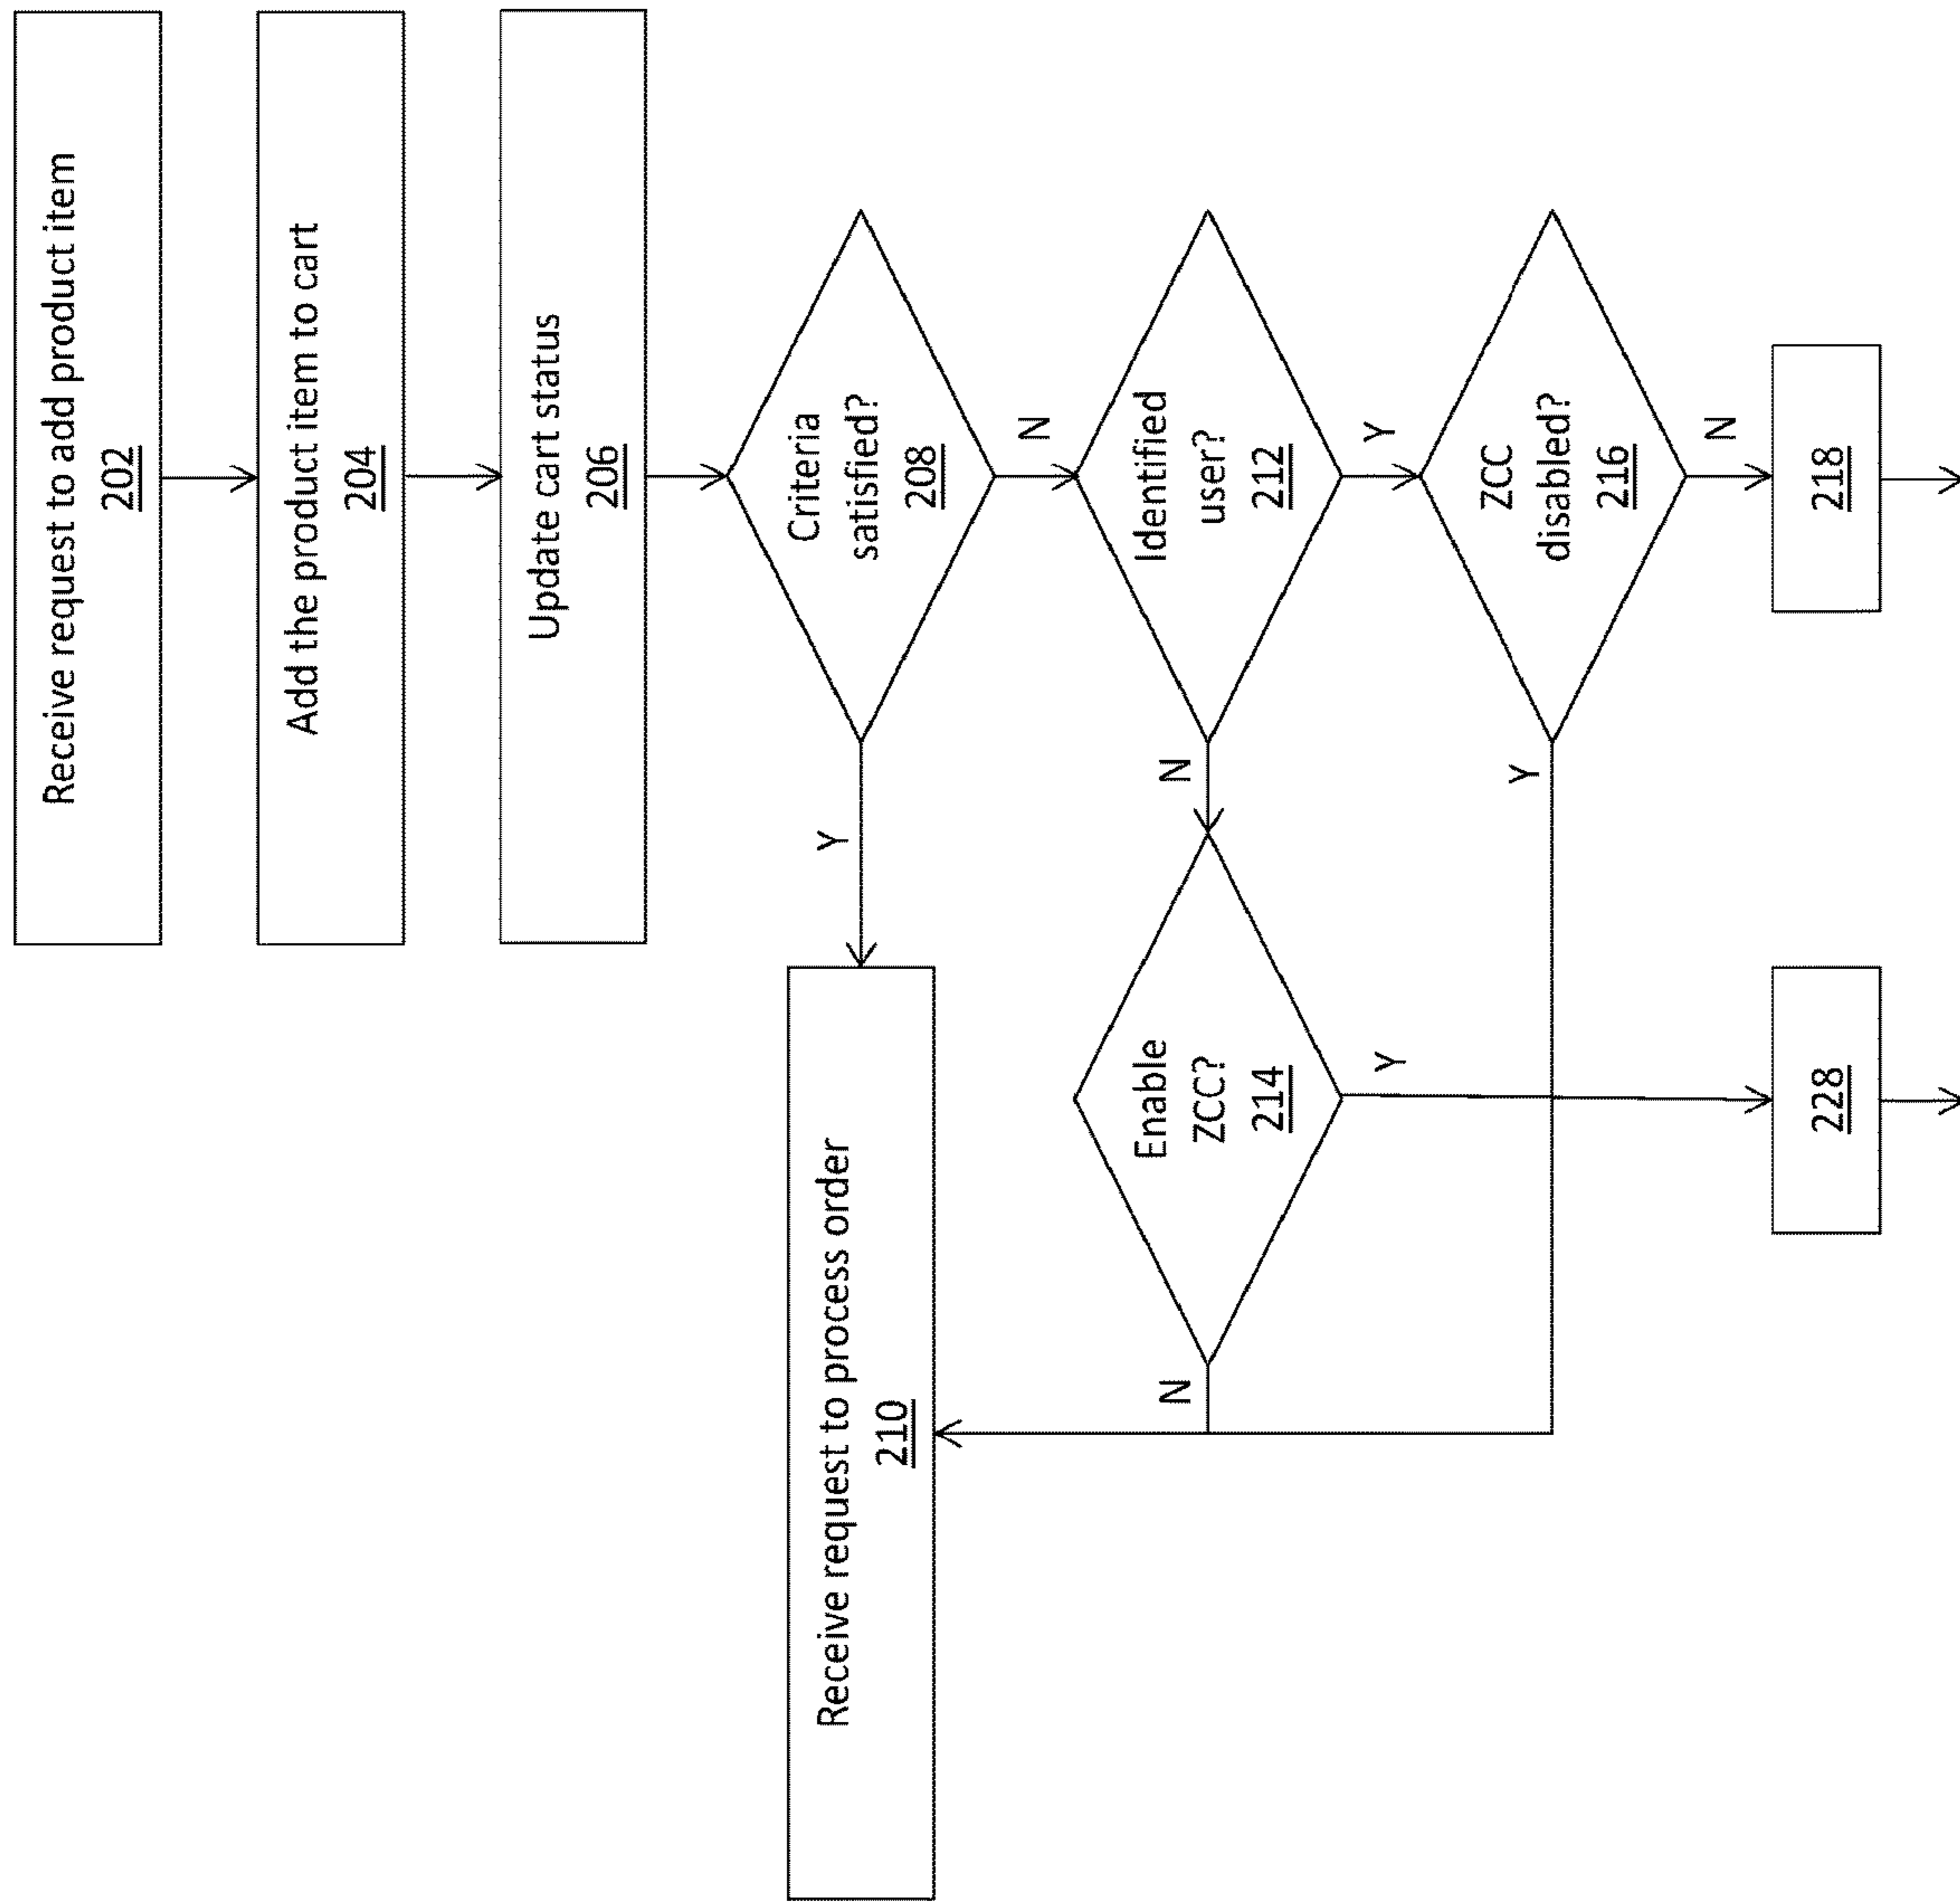 Receive request to add product item
202
Add the product item to cart
204
Update cart status
206
Criteria
satisfied?
208
Y
N
Receive request to process order
210
Identified
user?
212
N
Y
Enable
ZCC?
214
N
Y
ZCC
disabled?
216
Y
N
218
228